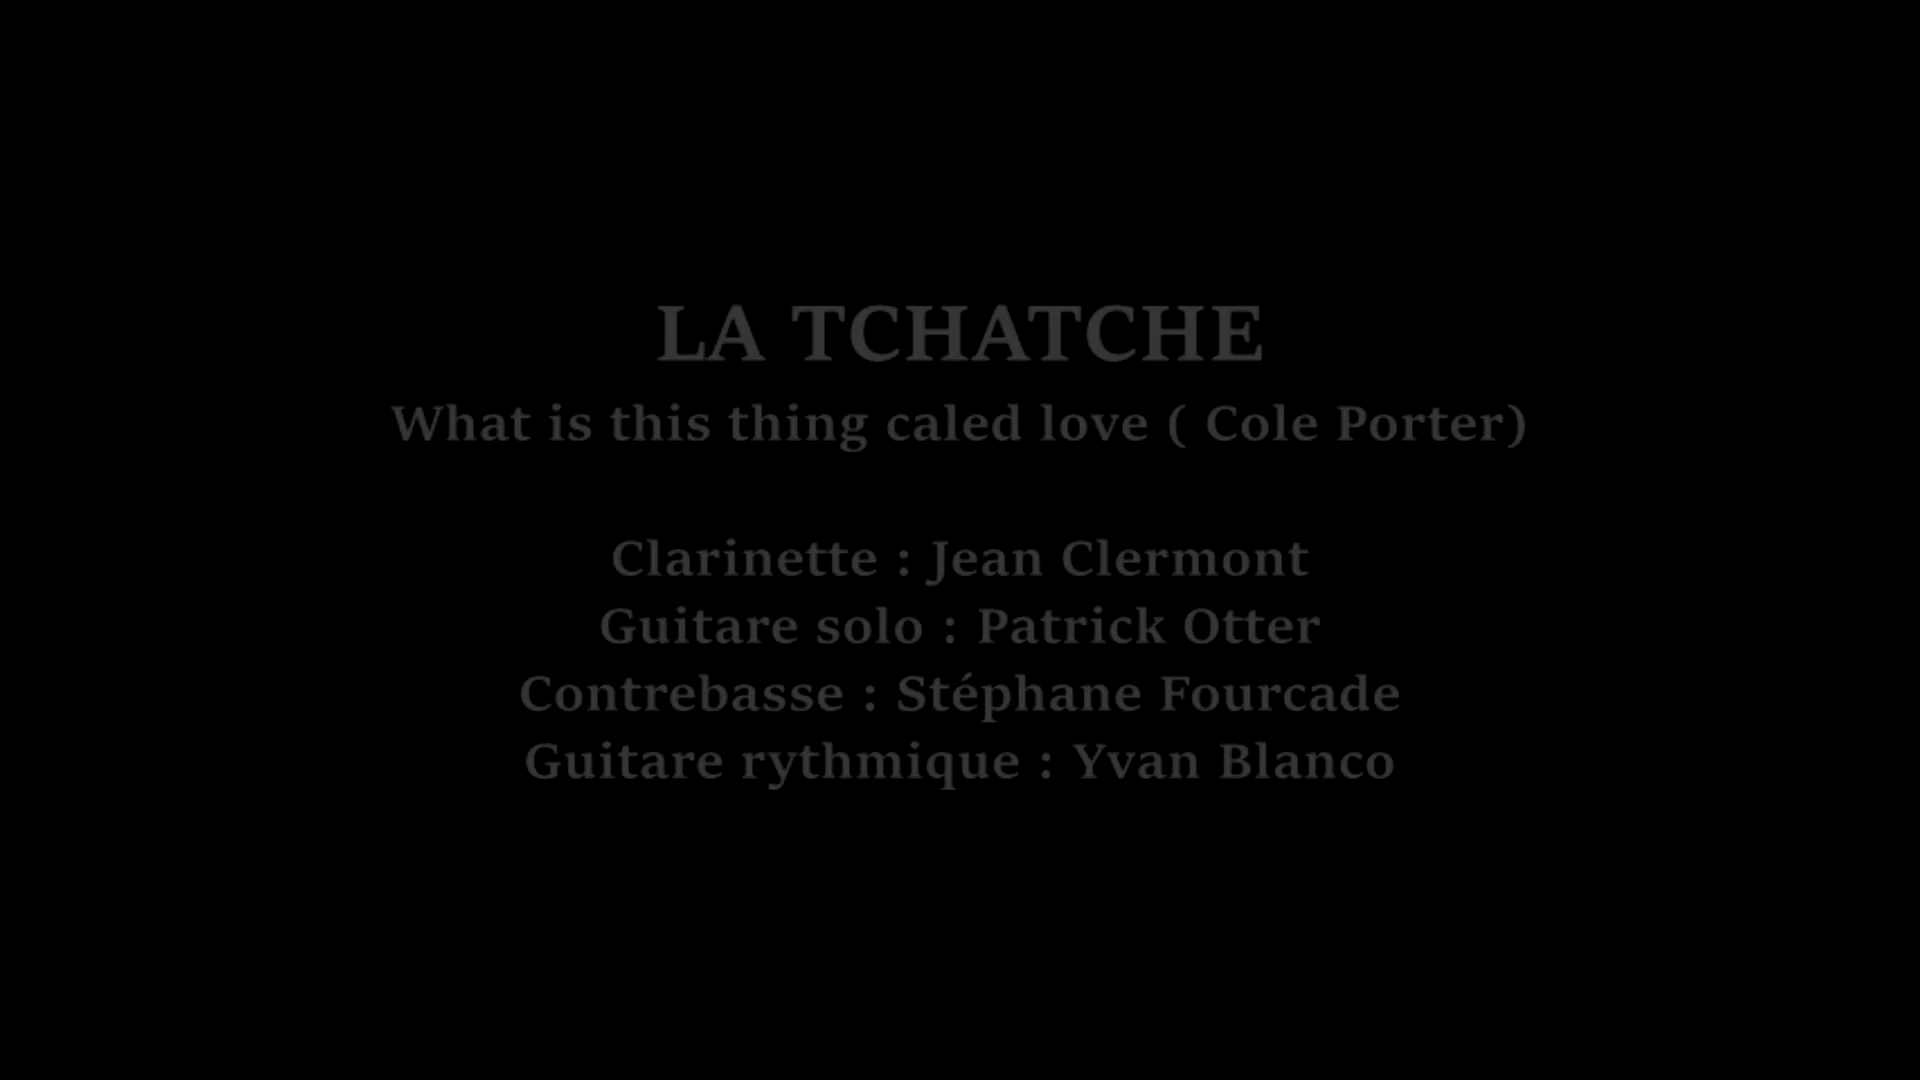 LA TCHATCHE
What is this thing caled love ( Cole Porter)
Clarinette : Jean Clermont
Guitare solo : Patrick Otter
Contrebasse : Stéphane Fourcade
Guitare rythmique : Yvan Blanco